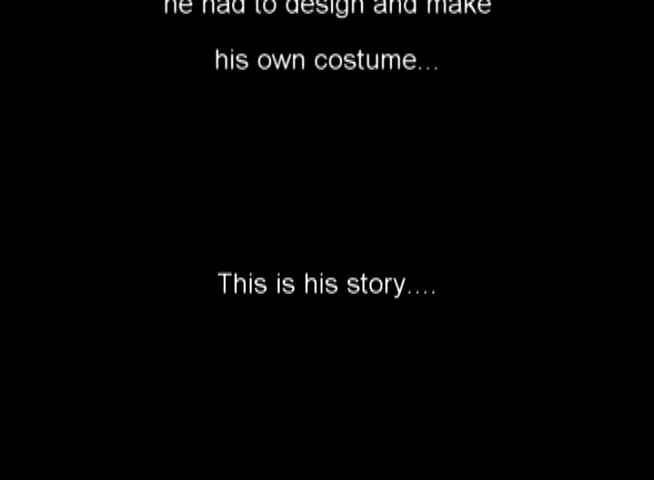 he had to design and make
his own costume...
This is his story....